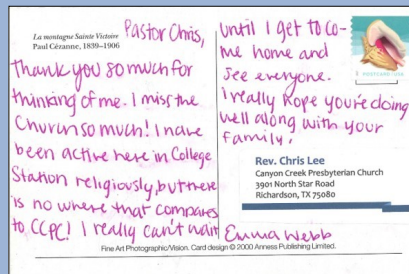 La montagne Sainte Victoire
Paul Cézanne, 1839–1906
Pastor Chris,
Thank you so much for
thinking of me. I miss the
Church so much! I have
been active here in College
Station religiously, but there
is no where that compares
to CCPC! I really can't wait
until I get to co-
me home and
see everyone.
I really hope you're doing
well along with your
family,
Emma Webb
POSTCARD/USA
Rev. Chris Lee
Canyon Creek Presbyterian Church
3901 North Star Road
Richardson, TX 75080
Fine Art Photographic/Vision. Card design © 2000 Anness Publishing Limited.